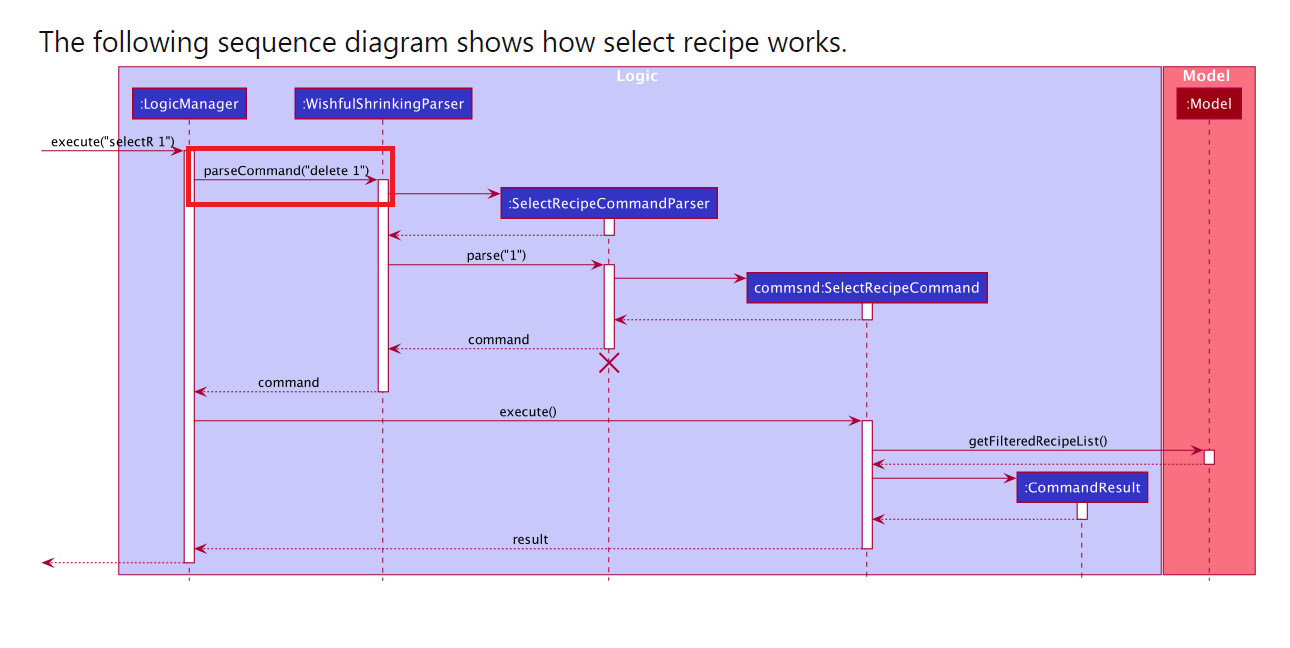 The following sequence diagram shows how select recipe works.
Logic
Model
:LogicManager
:WishfulShrinkingParser
:Model
execute("selectR 1")
parseCommand("delete 1")
:SelectRecipeCommandParser
parse("1")
commsnd:SelectRecipeCommand
command
command
execute()
getFilteredRecipeList()
:CommandResult
result